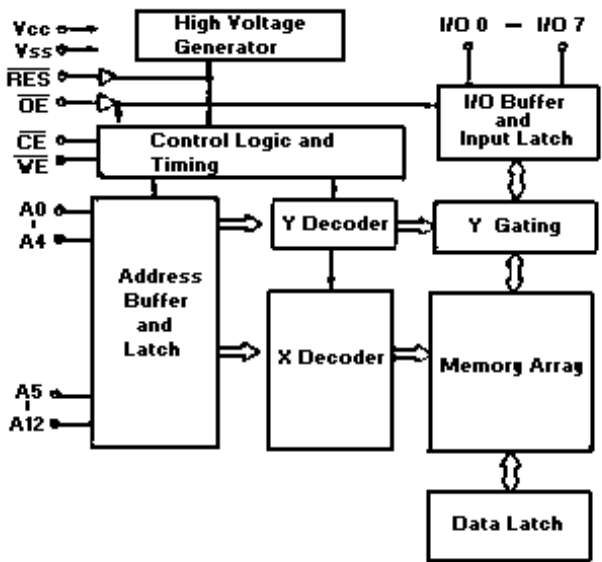 Vcc
Vss
RES
OE
CE
WE
High Voltage
Generator
I/O 0 – I/O 7
I/O Buffer
and
Input Latch
Control Logic and
Timing
A0
A4
A5
A12
Address
Buffer
and
Latch
Y Decoder
Y Gating
X Decoder
Memory Array
Data Latch